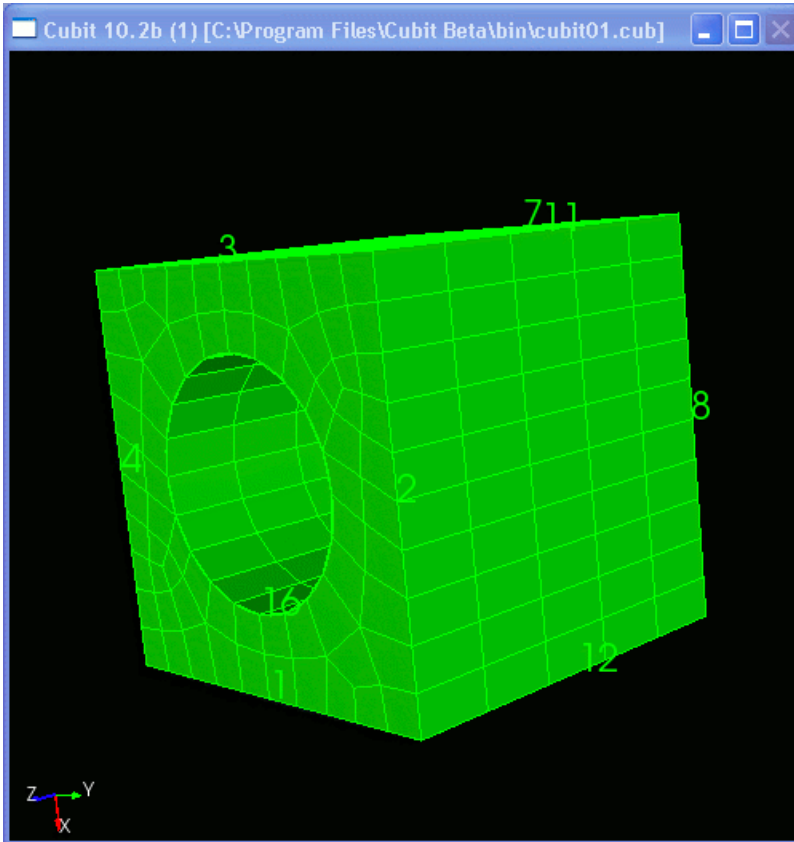 Cubit 10.2b (1) [C:\Program Files\Cubit Beta\bin\cubit01.cub]
711
3
8
4
2
16
12
1
Z
Y
X